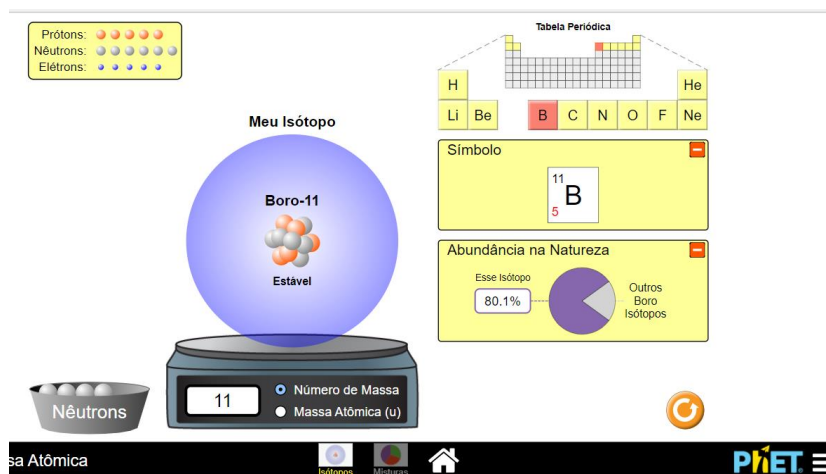 Prótons:
Nêutrons:
Elétrons:
Meu Isótopo
Boro-11
Estável
11
Número de Massa
Massa Atômica (u)
Nêutrons
Tabela Periódica
H He
Li Be B C N O F Ne
Símbolo
11
B
5
Abundância na Natureza
Esse Isótopo
80.1%
Outros
Boro
Isótopos
sa Atômica
Isótopos
Misturas
PhET